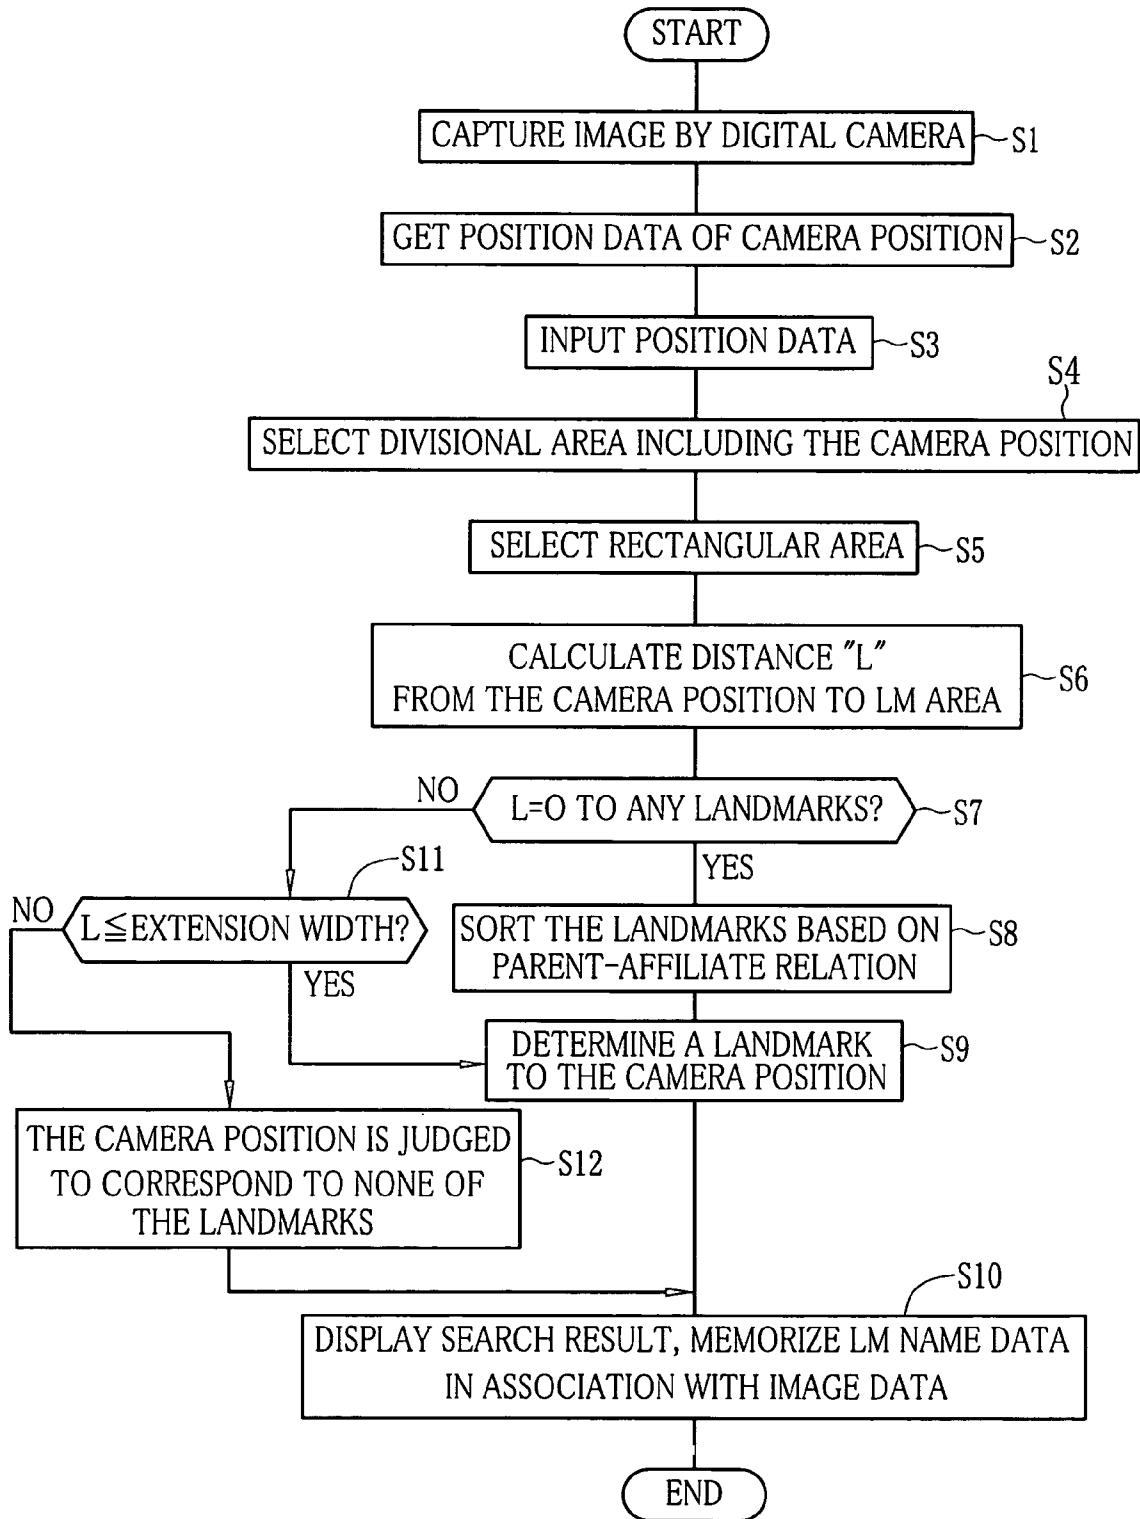 START
CAPTURE IMAGE BY DIGITAL CAMERA
S1
GET POSITION DATA OF CAMERA POSITION
S2
INPUT POSITION DATA
S3
S4
SELECT DIVISIONAL AREA INCLUDING THE CAMERA POSITION
SELECT RECTANGULAR AREA
S5
CALCULATE DISTANCE "L"
FROM THE CAMERA POSITION TO LM AREA
S6
NO
L=0 TO ANY LANDMARKS?
S7
YES
S11
NO
L≦EXTENSION WIDTH?
YES
SORT THE LANDMARKS BASED ON
PARENT-AFFILIATE RELATION
S8
DETERMINE A LANDMARK
TO THE CAMERA POSITION
S9
THE CAMERA POSITION IS JUDGED
TO CORRESPOND TO NONE OF
THE LANDMARKS
S12
S10
DISPLAY SEARCH RESULT, MEMORIZE LM NAME DATA
IN ASSOCIATION WITH IMAGE DATA
END